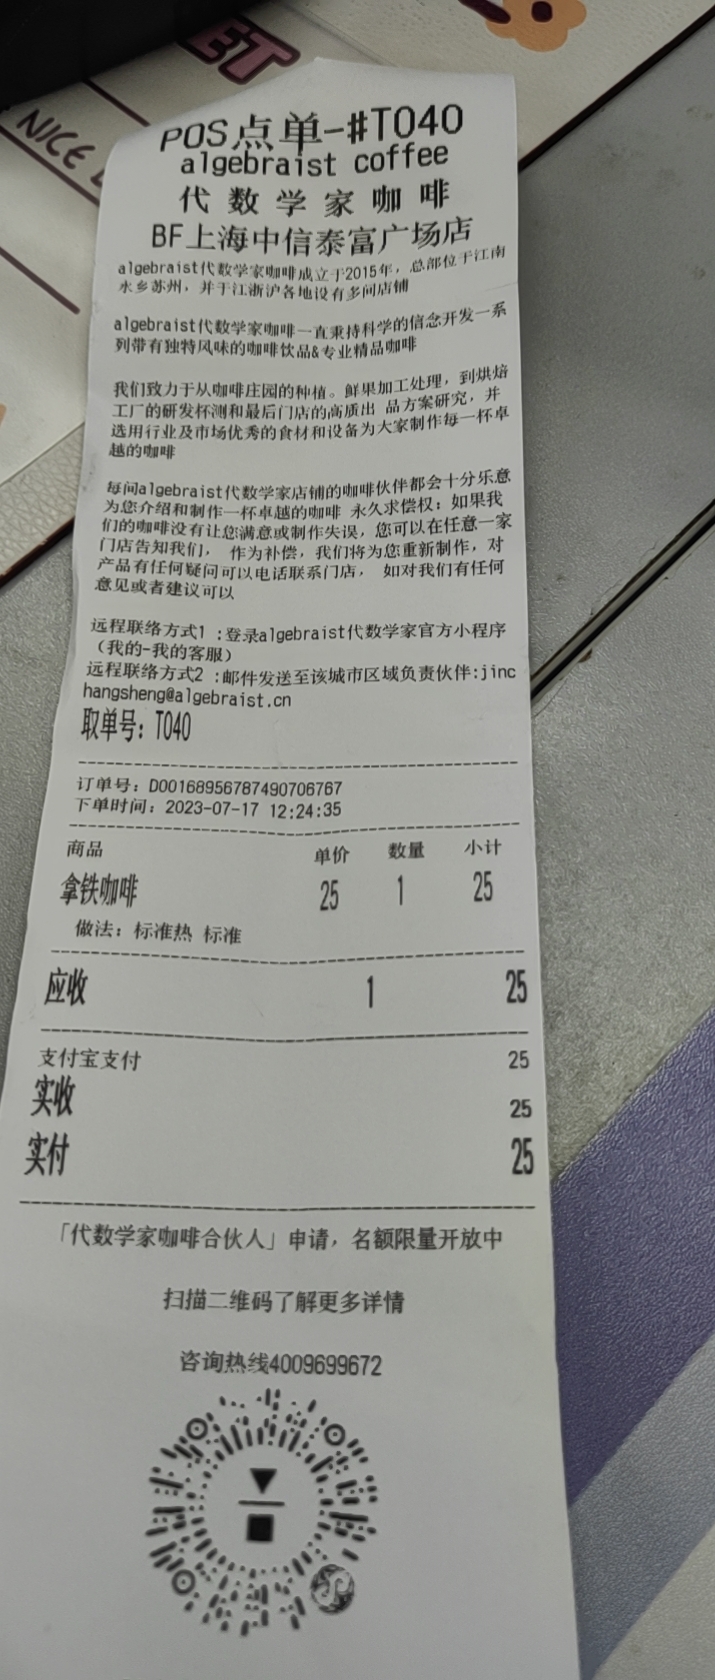 ET
NICE
POS点单-#T040
algebraist coffee
代数学家咖啡
BF上海中信泰富广场店
algebraist代数学家咖啡成立于2015年，总部位于江南
水乡苏州，并于江浙沪各地设有多间店铺
algebraist代数学家咖啡一直秉持科学的信念开发一系
列带有独特风味的咖啡饮品&专业精品咖啡
我们致力于从咖啡庄园的种植。鲜果加工处理，到烘焙
工厂的研发杯测和最后门店的高质出 品方案研究，并
选用行业及市场优秀的食材和设备为大家制作每一杯卓
越的咖啡
每间algebraist代数学家店铺的咖啡伙伴都会十分乐意
为您介绍和制作一杯卓越的咖啡 永久求偿权：如果我
们的咖啡没有让您满意或制作失误，您可以在任意一家
门店告知我们， 作为补偿，我们将为您重新制作，对
产品有任何疑问可以电话联系门店， 如对我们有任何
意见或者建议可以
远程联络方式1 :登录algebraist代数学家官方小程序
（我的-我的客服）
远程联络方式2 :邮件发送至该城市区域负责伙伴:jinc
hangsheng@algebraist.cn
取单号：T040
订单号：D00168956787490706767
下单时间：2023-07-17 12:24:35
商品 单价 数量 小计
拿铁咖啡 25 1 25
做法：标准热 标准
应收 1 25
支付宝支付 25
实收 25
实付 25
「代数学家咖啡合伙人」申请，名额限量开放中
扫描二维码了解更多详情
咨询热线4009699672